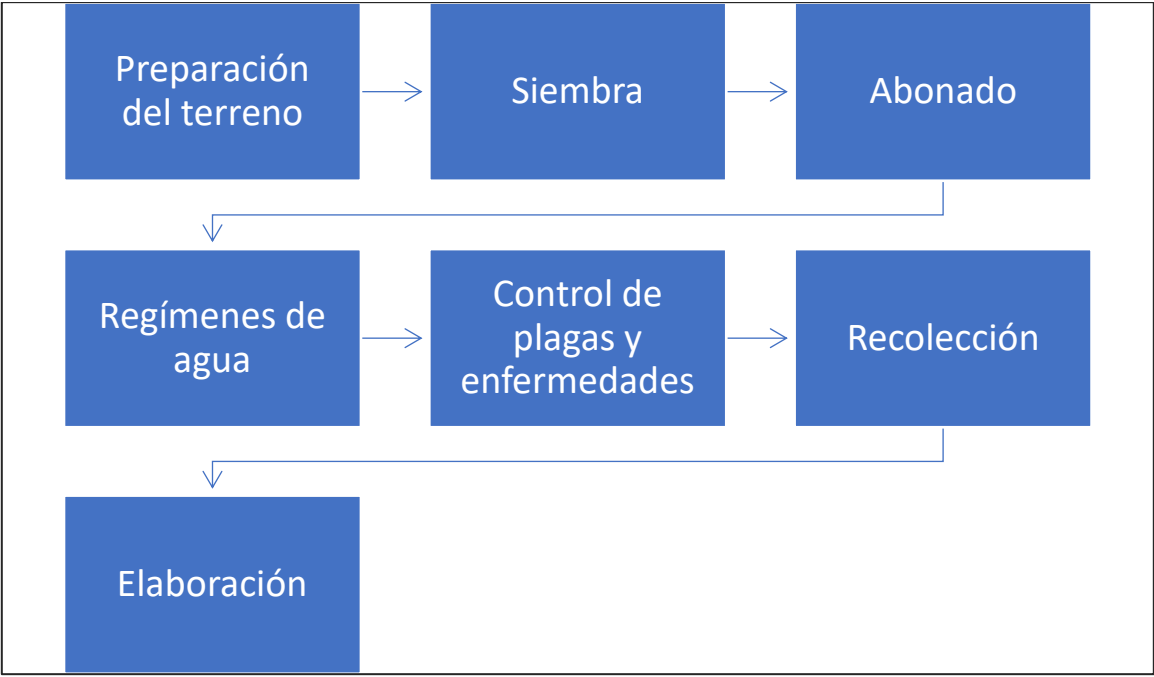 Preparación
del terreno
Siembra
Abonado
Regímenes de
agua
Control de
plagas y
enfermedades
Recolección
Elaboración